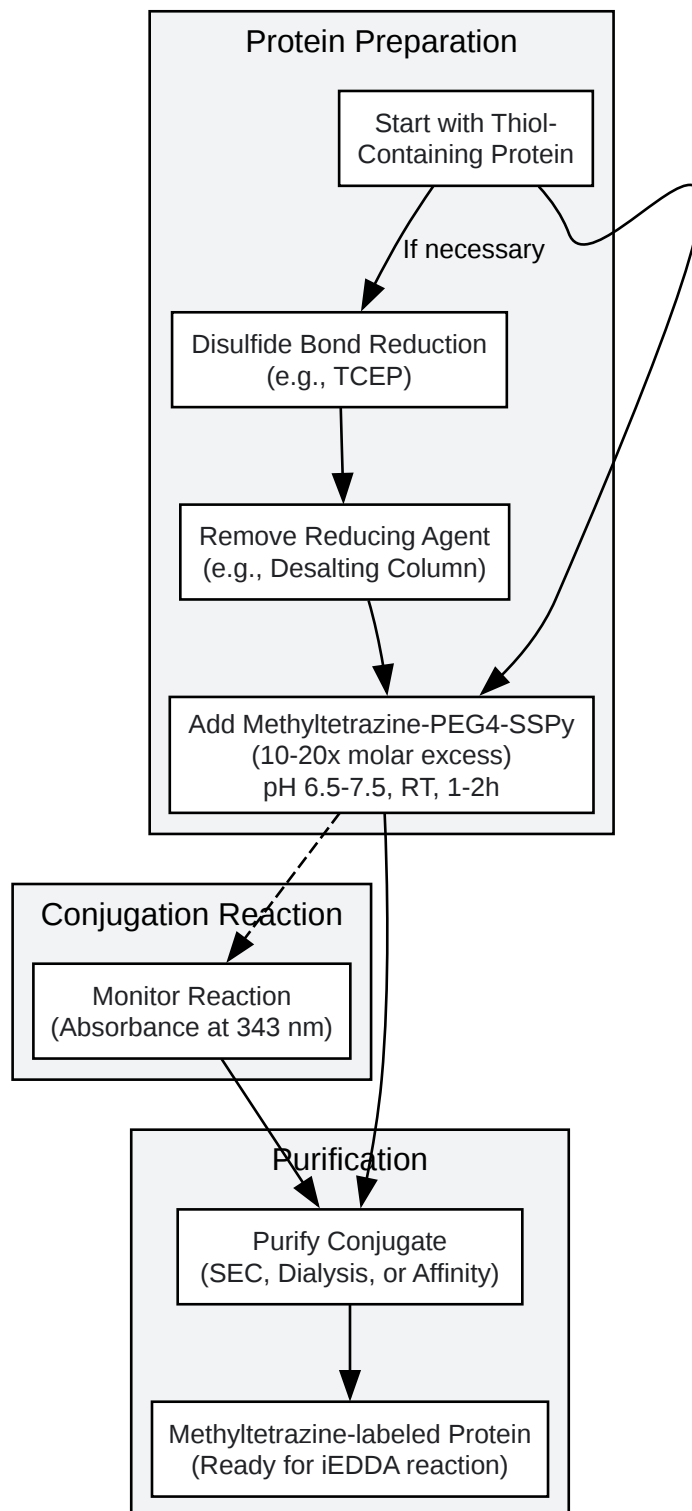 Protein Preparation
Start with Thiol-
Containing Protein
If necessary
Disulfide Bond Reduction
(e.g., TCEP)
Remove Reducing Agent
(e.g., Desalting Column)
Add Methyltetrazine-PEG4-SSPy
(10-20x molar excess)
pH 6.5-7.5, RT, 1-2h
Conjugation Reaction
Monitor Reaction
(Absorbance at 343 nm)
Purification
Purify Conjugate
(SEC, Dialysis, or Affinity)
Methyltetrazine-labeled Protein
(Ready for iEDDA reaction)